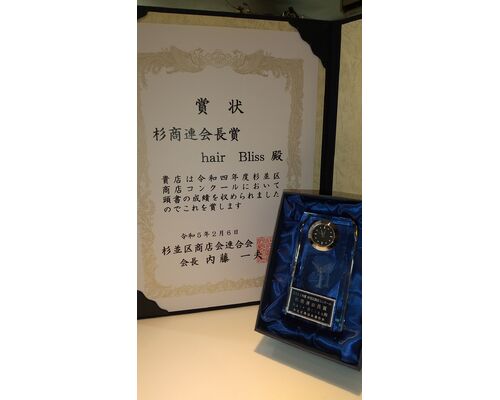 賞状
杉商連会長賞
hair Bliss 殿
貴店は令和四年度杉並区
商店コンクールにおいて
頭書の成績を収められました
のでこれを賞します
令和5年2月6日
杉並区商店会連合会
会長 内藤 一夫